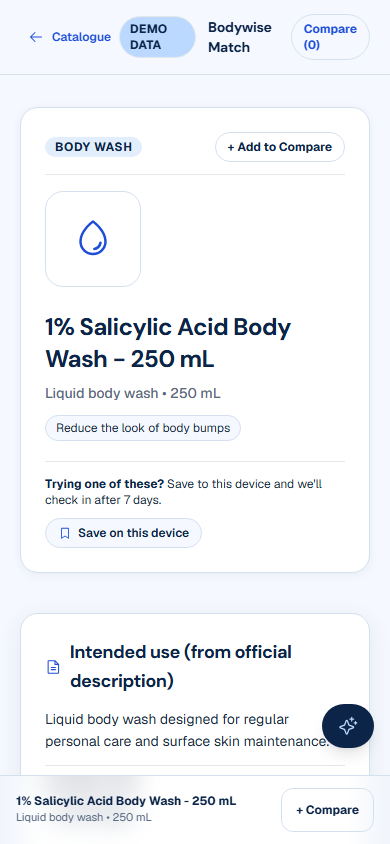 Catalogue
DEMO
DATA
Bodywise
Match
Compare
(0)
BODY WASH
+ Add to Compare
1% Salicylic Acid Body
Wash – 250 mL
Liquid body wash • 250 mL
Reduce the look of body bumps
Trying one of these? Save to this device and we'll
check in after 7 days.
Save on this device
Intended use (from official
description)
Liquid body wash designed for regular
personal care and surface skin maintenance.
1% Salicylic Acid Body Wash - 250 mL
Liquid body wash • 250 mL
+ Compare